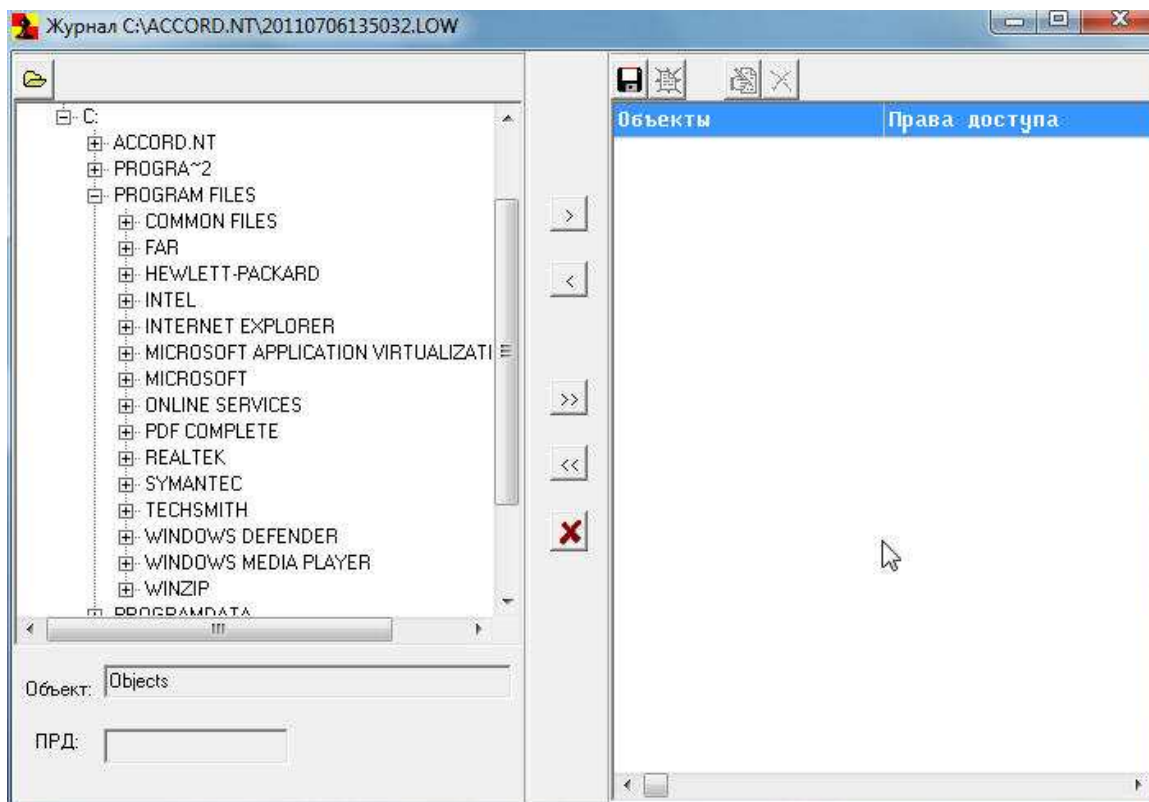 Журнал C:\ACCORD.NT\20110706135032.LOW
C:
ACCORD.NT
PROGRA~2
PROGRAM FILES
COMMON FILES
FAR
HEWLETT-PACKARD
INTEL
INTERNET EXPLORER
MICROSOFT APPLICATION VIRTUALIZATI
MICROSOFT
ONLINE SERVICES
PDF COMPLETE
REALTEK
SYMANTEC
TECHSMITH
WINDOWS DEFENDER
WINDOWS MEDIA PLAYER
WINZIP
PROGRAMDATA
Объект: Objects
ПРД:
>
<
>>
<<
Объекты Права доступа